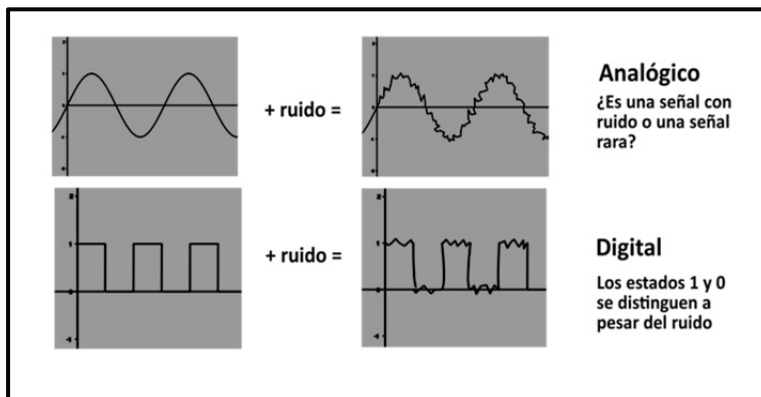 + ruido =
Analógico
¿Es una señal con
ruido o una señal
rara?
+ ruido =
Digital
Los estados 1 y 0
se distinguen a
pesar del ruido